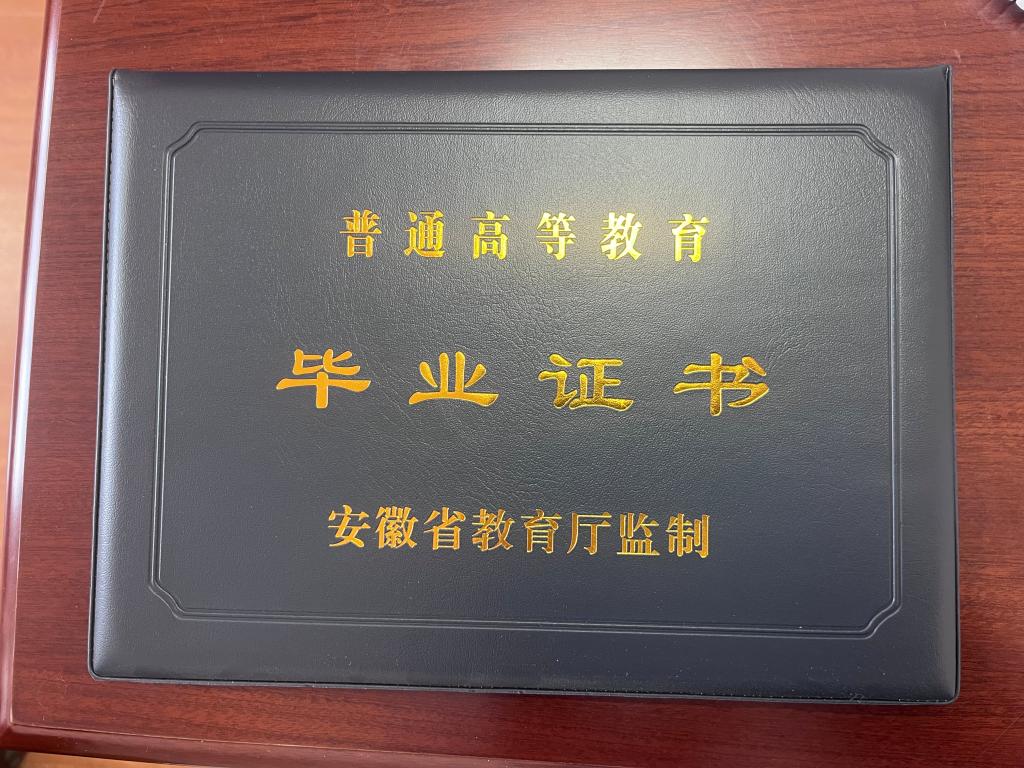 普通高等教育
毕业证书
安徽省教育厅监制